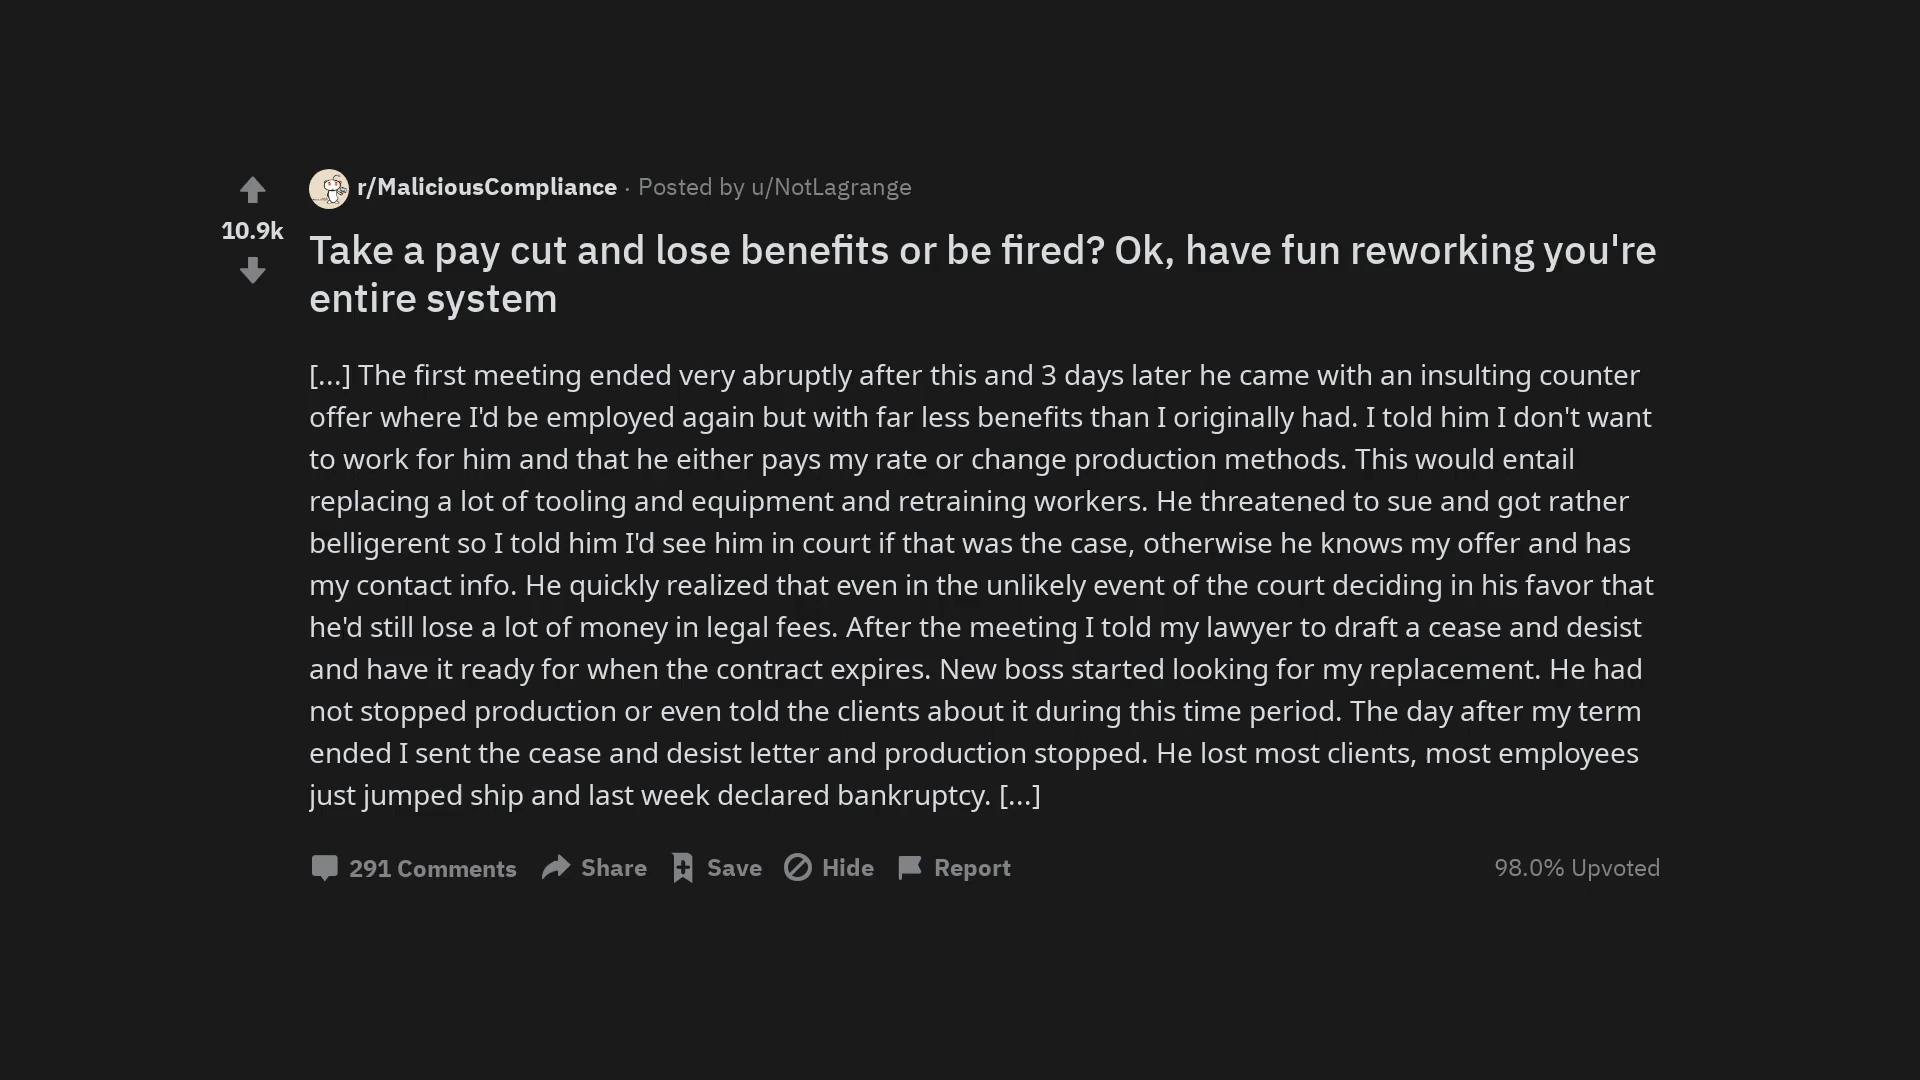 r/MaliciousCompliance · Posted by u/NotLagrange
10.9k
Take a pay cut and lose benefits or be fired? Ok, have fun reworking you're
entire system
[...] The first meeting ended very abruptly after this and 3 days later he came with an insulting counter
offer where I'd be employed again but with far less benefits than I originally had. I told him I don't want
to work for him and that he either pays my rate or change production methods. This would entail
replacing a lot of tooling and equipment and retraining workers. He threatened to sue and got rather
belligerent so I told him I'd see him in court if that was the case, otherwise he knows my offer and has
my contact info. He quickly realized that even in the unlikely event of the court deciding in his favor that
he'd still lose a lot of money in legal fees. After the meeting I told my lawyer to draft a cease and desist
and have it ready for when the contract expires. New boss started looking for my replacement. He had
not stopped production or even told the clients about it during this time period. The day after my term
ended I sent the cease and desist letter and production stopped. He lost most clients, most employees
just jumped ship and last week declared bankruptcy. [...]
291 Comments Share Save Hide Report 98.0% Upvoted